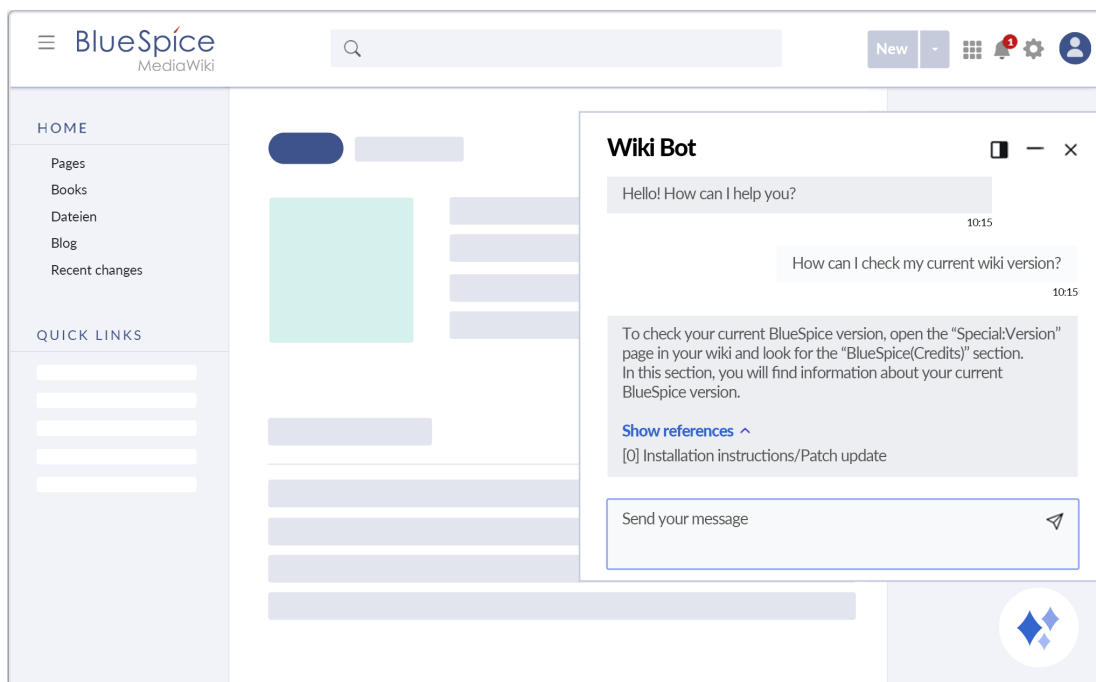 BlueSpice
MediaWiki
New
1
HOME
Pages
Books
Dateien
Blog
Recent changes
QUICK LINKS
Wiki Bot
Hello! How can I help you?
10:15
How can I check my current wiki version?
10:15
To check your current BlueSpice version, open the “Special:Version”
page in your wiki and look for the “BlueSpice(Credits)” section.
In this section, you will find information about your current
BlueSpice version.
Show references
[0] Installation instructions/Patch update
Send your message